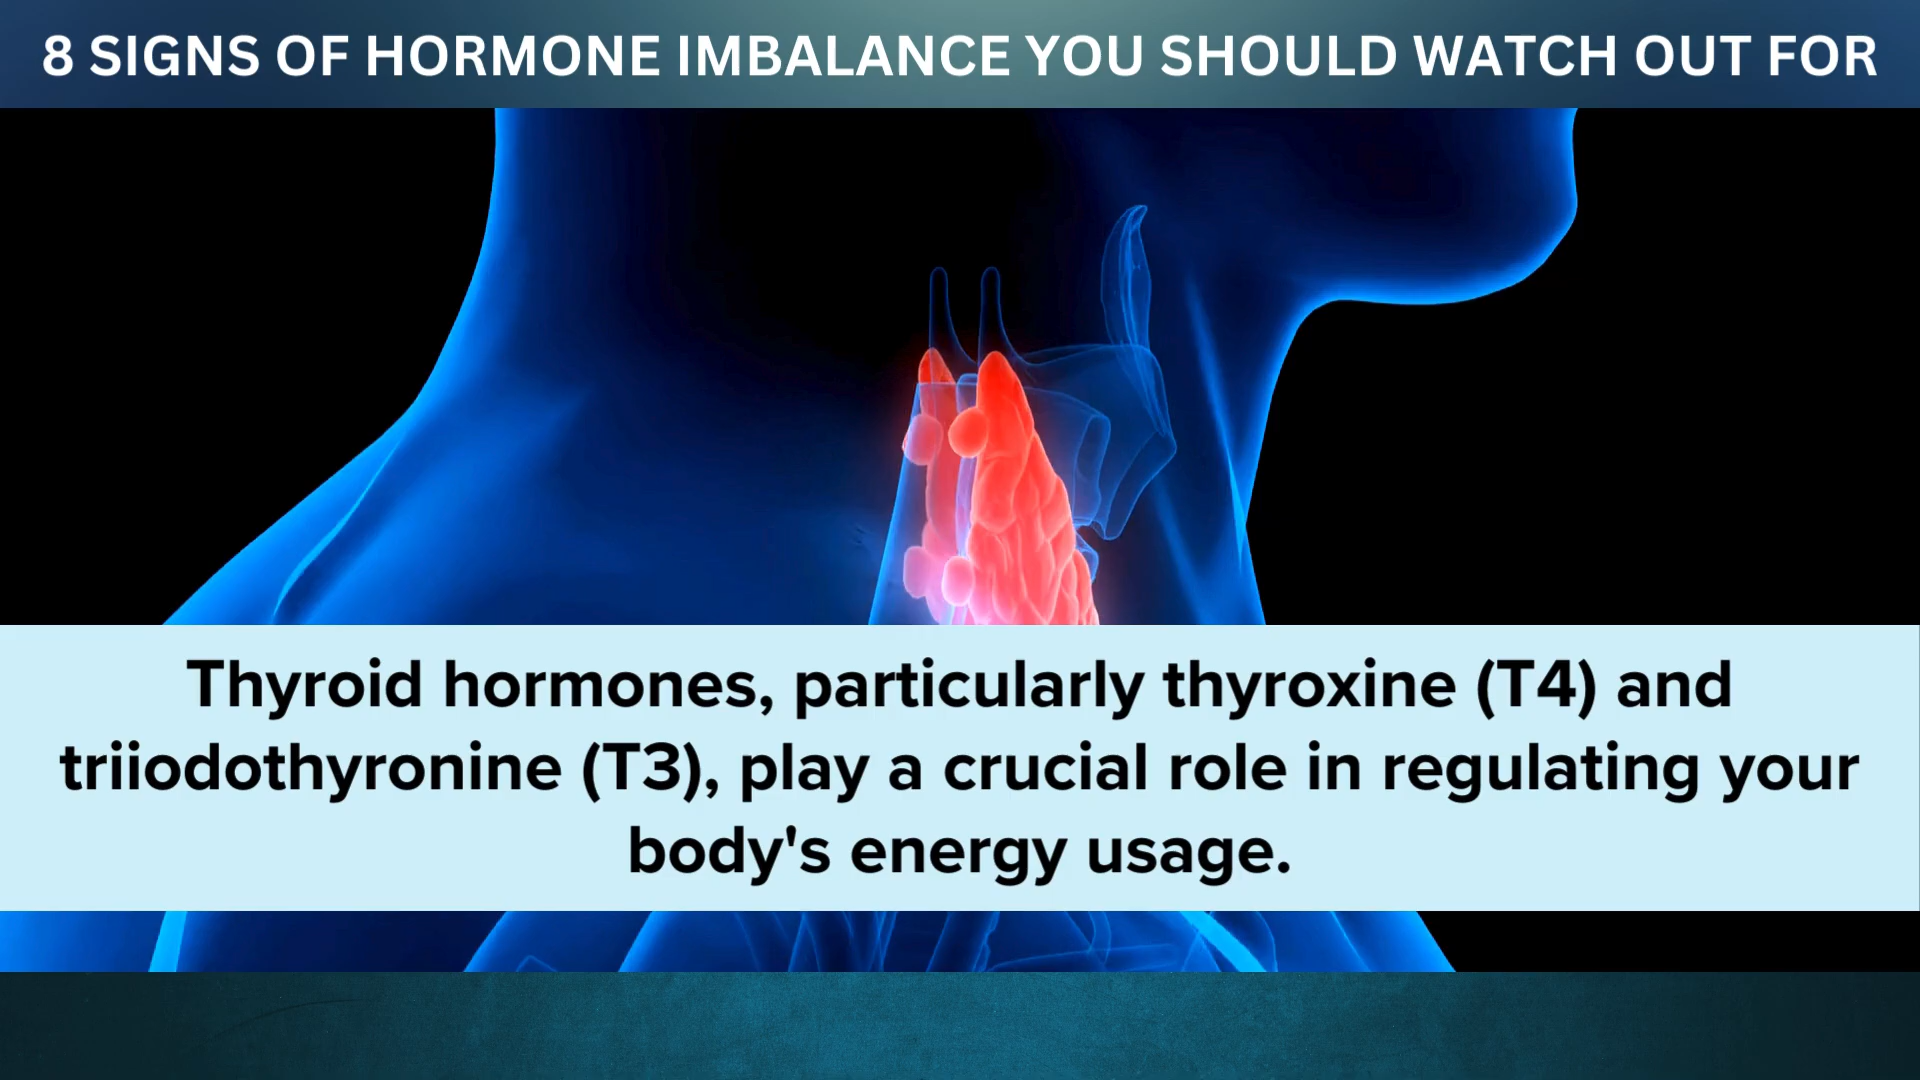 8 SIGNS OF HORMONE IMBALANCE YOU SHOULD WATCH OUT FOR
Thyroid hormones, particularly thyroxine (T4) and
triiodothyronine (T3), play a crucial role in regulating your
body's energy usage.